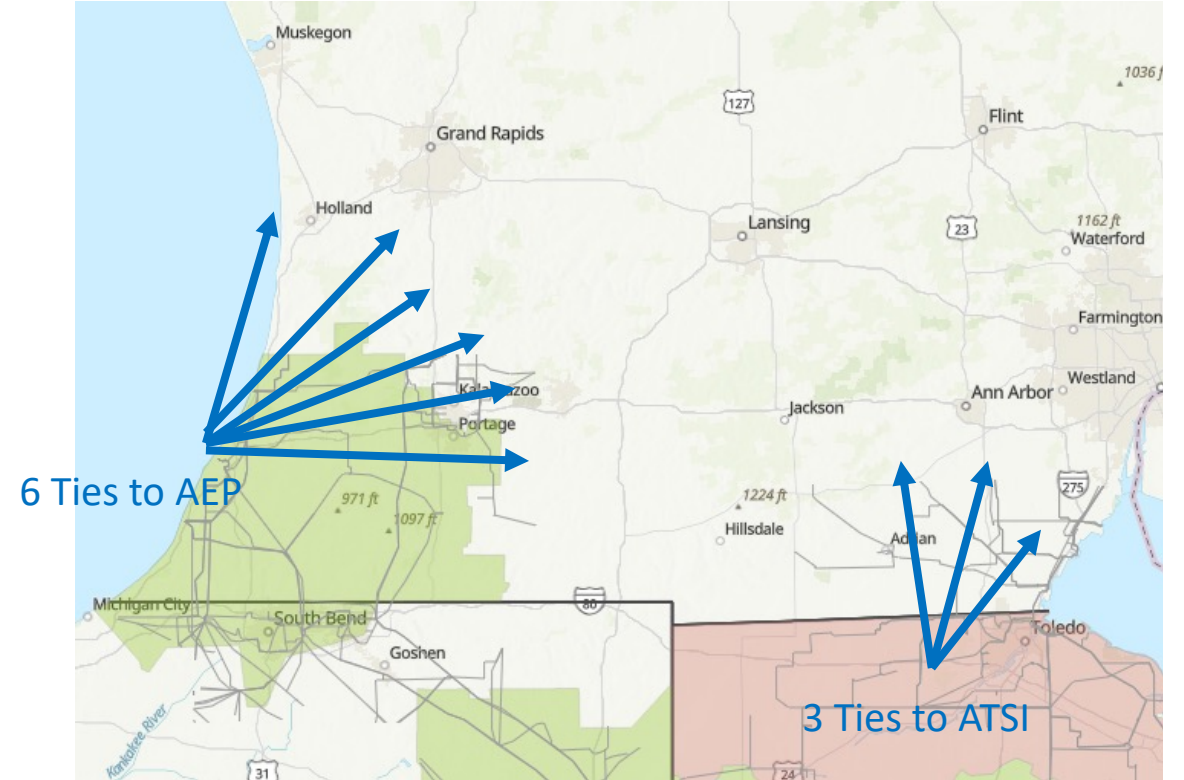 Muskegon
1036 f
127
Flint
Grand Rapids
Holland
Lansing
23
1162 ft
Waterford
Farmington
Kalamazoo
Westland
Ann Arbor
Jackson
Portage
6 Ties to AEP
971 ft
1224 ft
275
1097 ft
Hillsdale
Adrian
Michigan City
80
South Bend
Toledo
Goshen
3 Ties to ATSI
Kankakee River
31
24